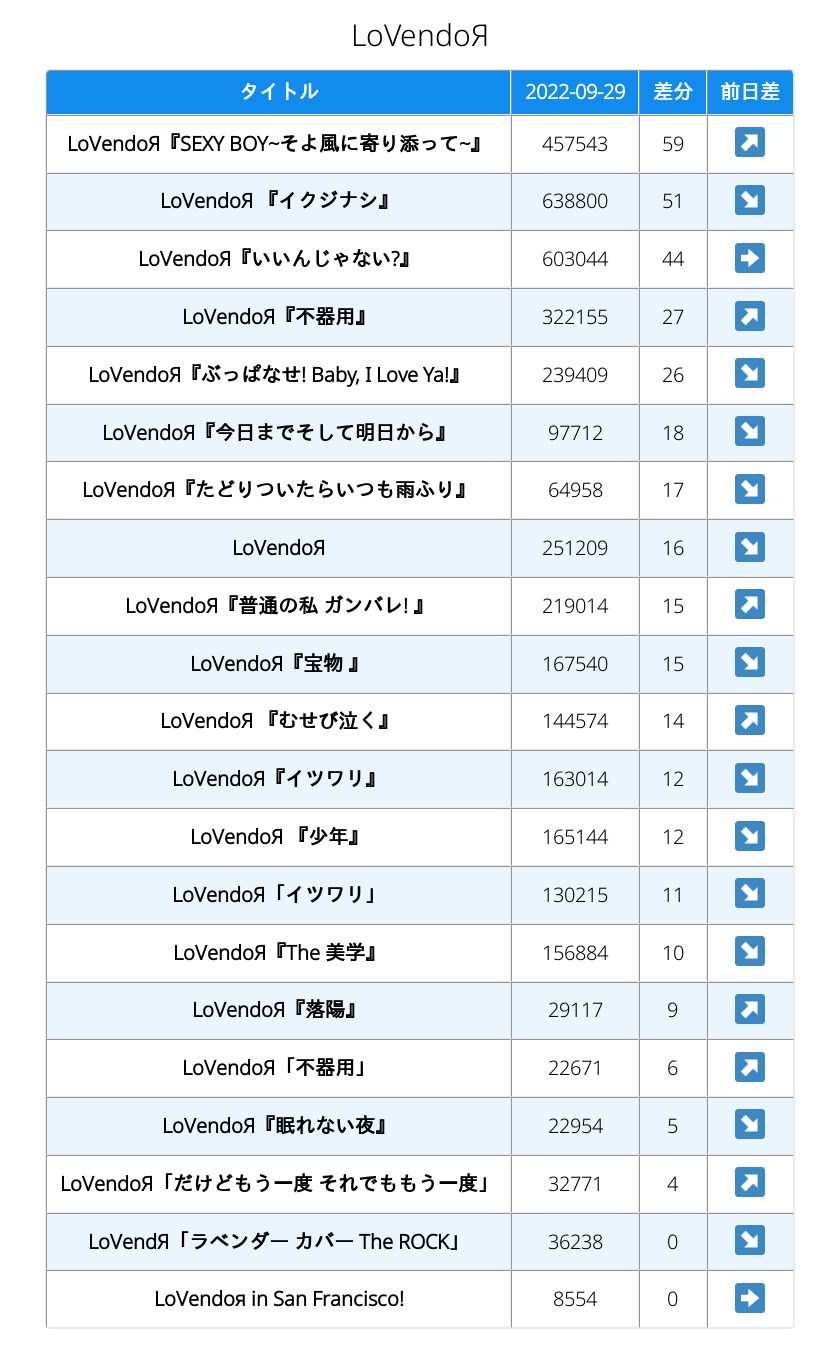 LoVendoЯ
タイトル 2022-09-29 差分 前日差
LoVendoЯ『SEXY BOY~そよ風に寄り添って~』 457543 59 ↗
LoVendoЯ 『イクジナシ』 638800 51 ↘
LoVendoЯ『いいんじゃない?』 603044 44 ➡
LoVendoЯ『不器用』 322155 27 ↗
LoVendoЯ『ぶっぱなせ! Baby, I Love Ya!』 239409 26 ↘
LoVendoЯ『今日までそして明日から』 97712 18 ↘
LoVendoЯ『たどりついたらいつも雨ふり』 64958 17 ↘
LoVendoЯ 251209 16 ↘
LoVendoЯ『普通の私 ガンバレ! 』 219014 15 ↗
LoVendoЯ『宝物 』 167540 15 ↘
LoVendoЯ 『むせび泣く』 144574 14 ↗
LoVendoЯ『イツワリ』 163014 12 ↘
LoVendoЯ 『少年』 165144 12 ↘
LoVendoЯ「イツワリ」 130215 11 ↘
LoVendoЯ『The 美学』 156884 10 ↘
LoVendoЯ『落陽』 29117 9 ↗
LoVendoЯ「不器用」 22671 6 ↗
LoVendoЯ『眠れない夜』 22954 5 ↘
LoVendoЯ「だけどもう一度 それでももう一度」 32771 4 ↗
LoVendЯ「ラベンダー カバー The ROCK」 36238 0 ↘
LoVendoя in San Francisco! 8554 0 ➡